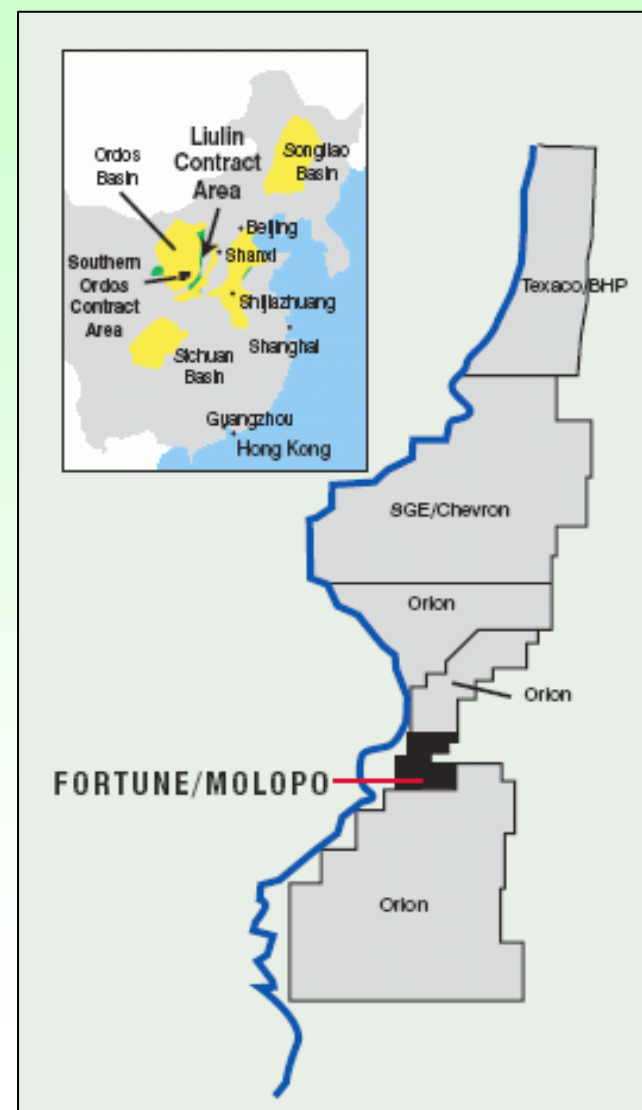 Liulin
Contract
Area
Ordos
Basin
Songliao
Basin
Beijing
Shanxi
Southern
Ordos
Contract
Area
Shijiazhuang
Shanghai
Sichuan
Basin
Guangzhou
Hong Kong
Texaco/BHP
SGE/Chevron
Orion
Orion
FORTUNE/MOLOPO
Orion